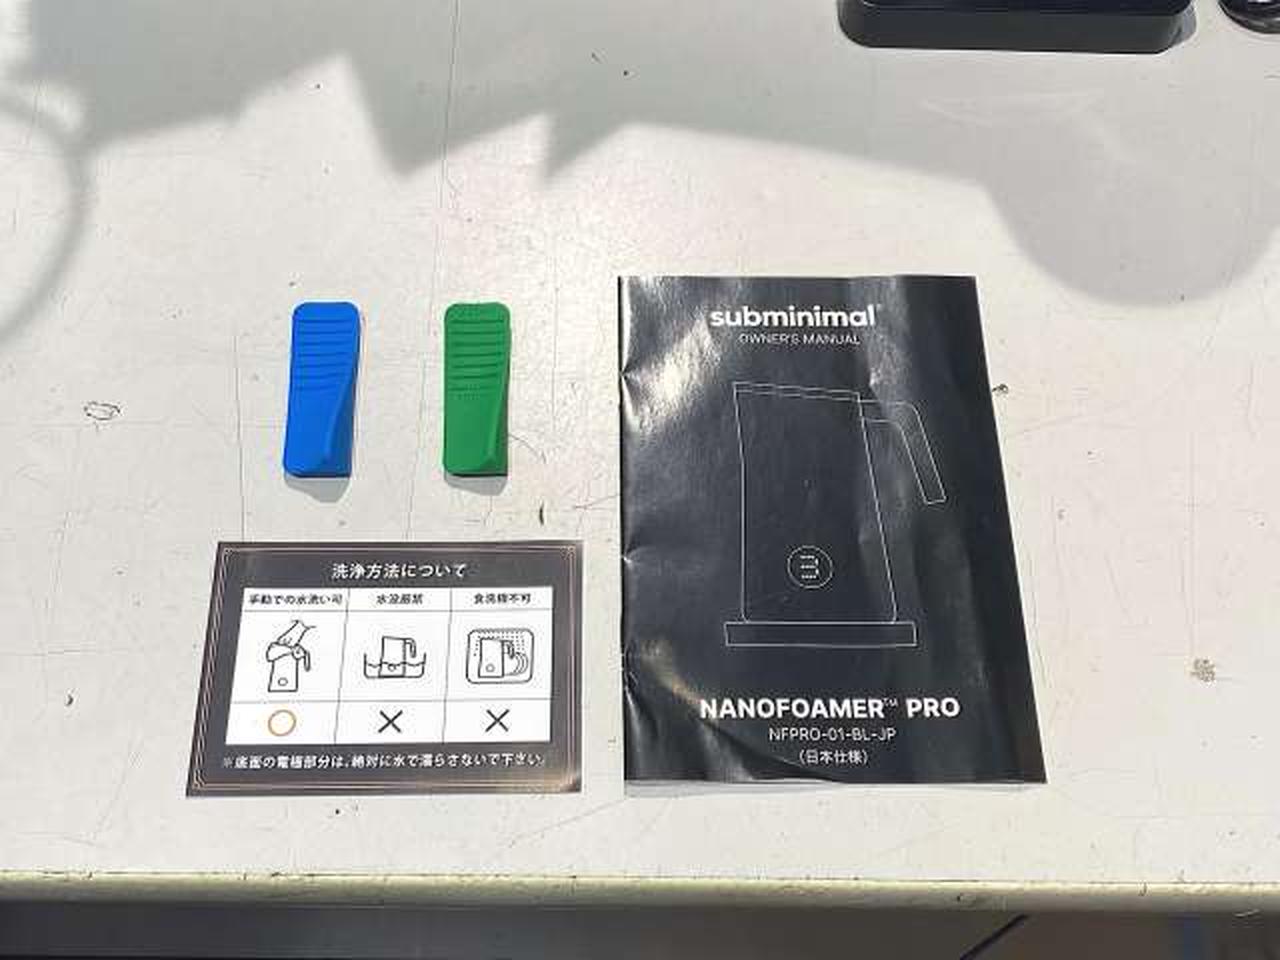 洗浄方法について
手動での水洗い可
水没厳禁
食洗機不可
※底面の電極部分は、絶対に水で濡らさないで下さい。
subminimal
OWNER'S MANUAL
NANOFOAMER™ PRO
NFPRO-01-BL-JP
（日本仕様）